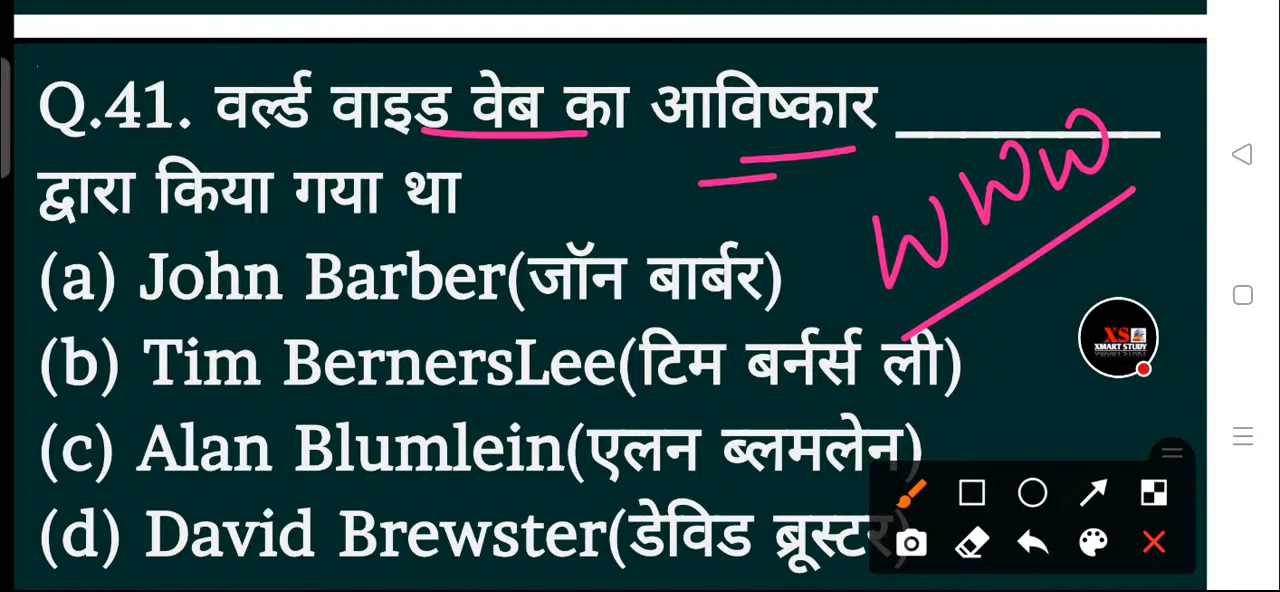 Q.41. वर्ल्ड वाइड वेब का आविष्कार ____________
द्वारा किया गया था
WWW
(a) John Barber(जॉन बार्बर)
(b) Tim BernersLee(टिम बर्नर्स ली)
XS
XMART STUDY
(c) Alan Blumlein(एलन ब्लमलेन)
(d) David Brewster(डेविड ब्रूस्टर)